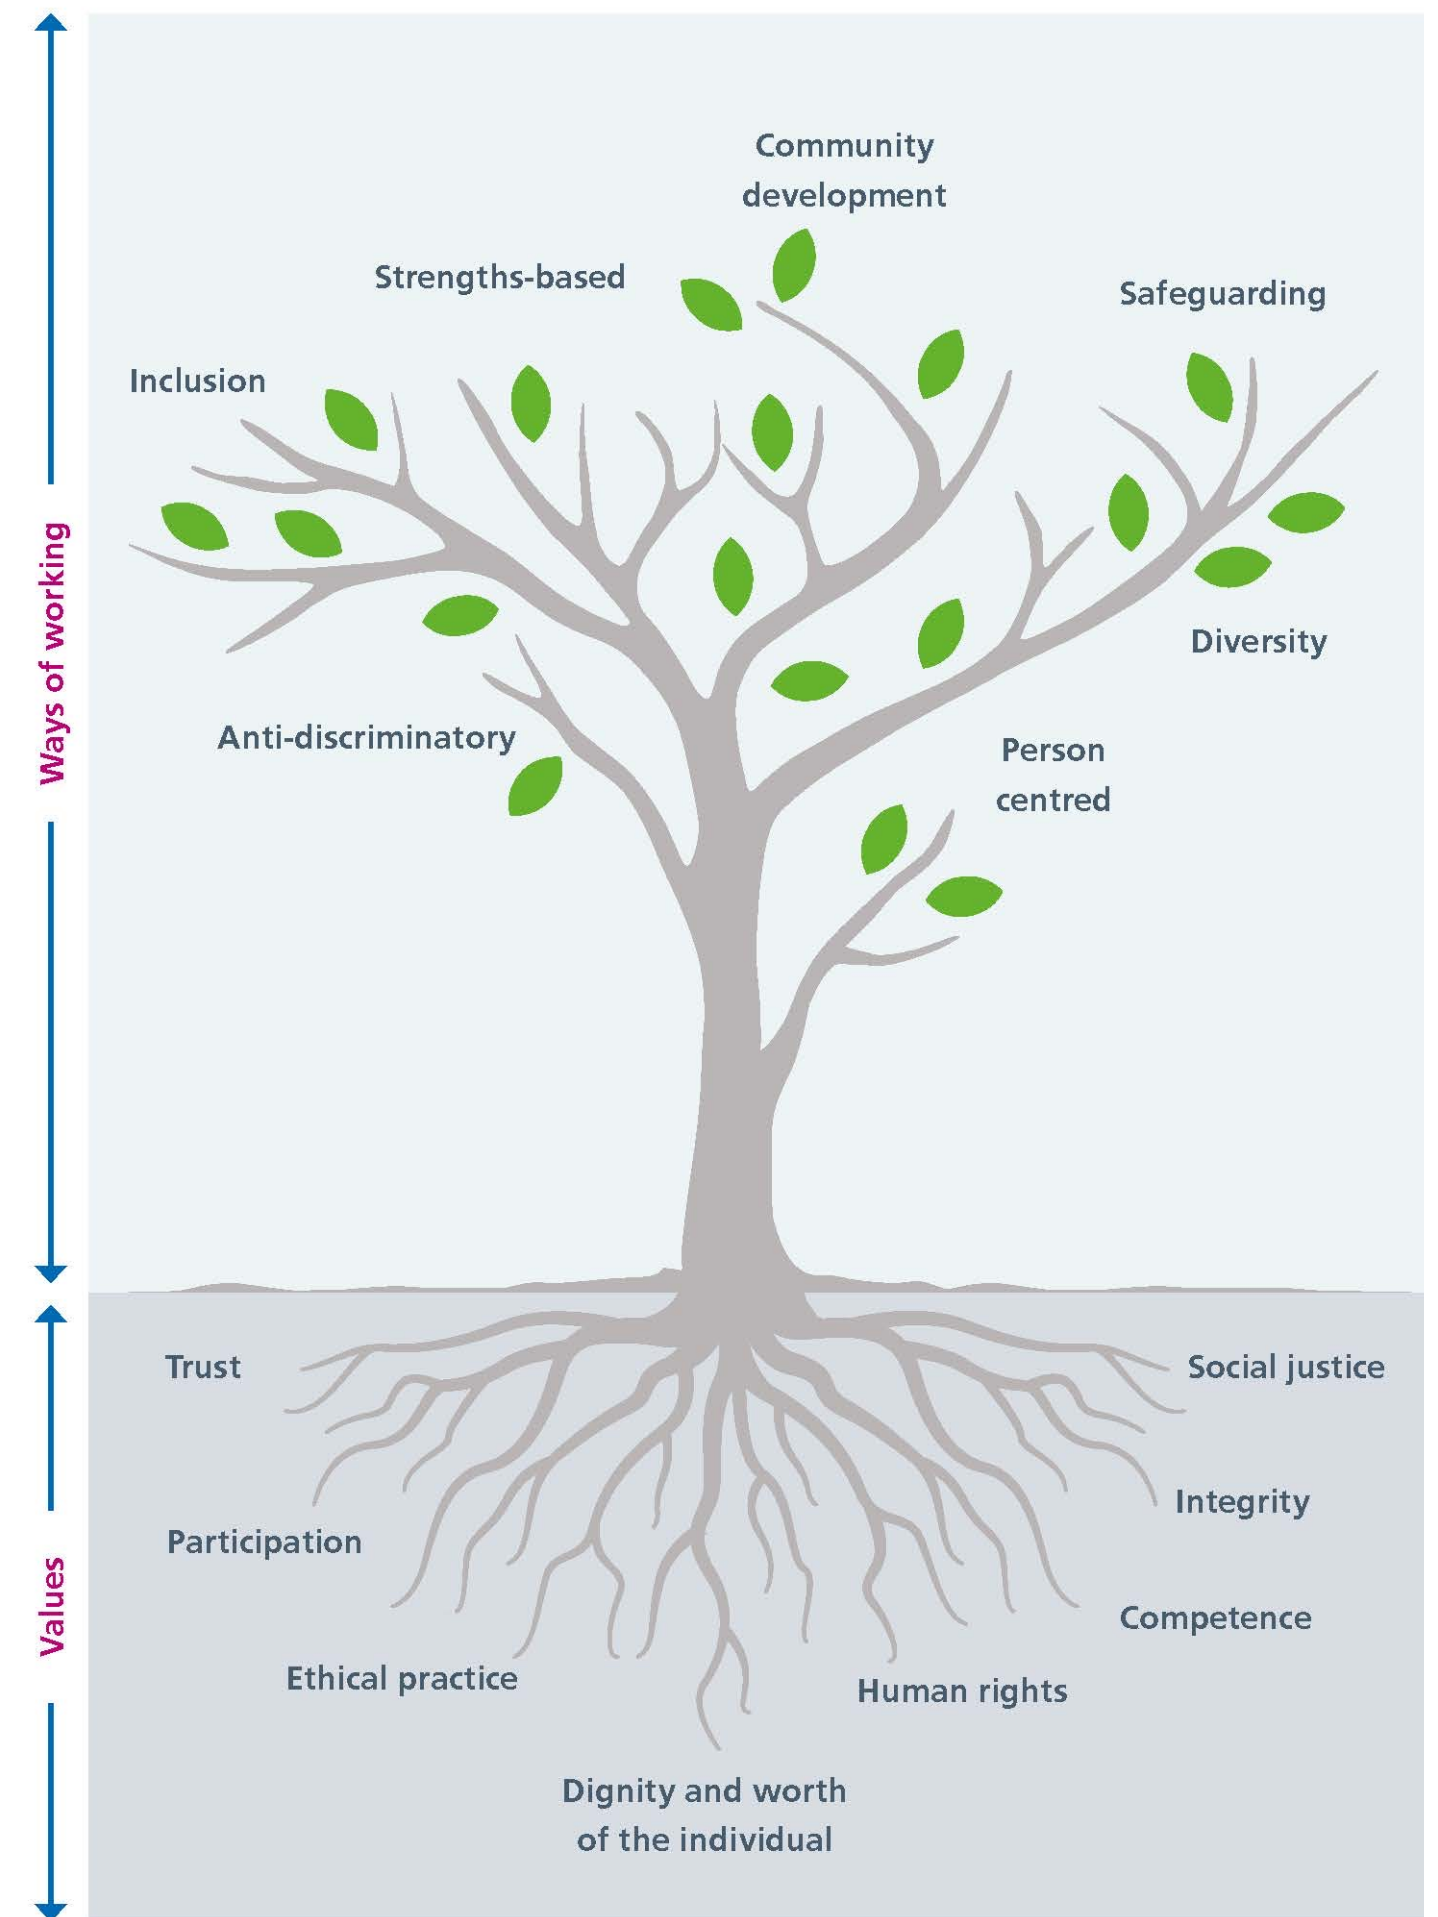 Community
development
Strengths-based
Safeguarding
Inclusion
Ways of working
Diversity
Anti-discriminatory
Person
centred
Trust
Social justice
Integrity
Participation
Values
Competence
Ethical practice
Human rights
Dignity and worth
of the individual